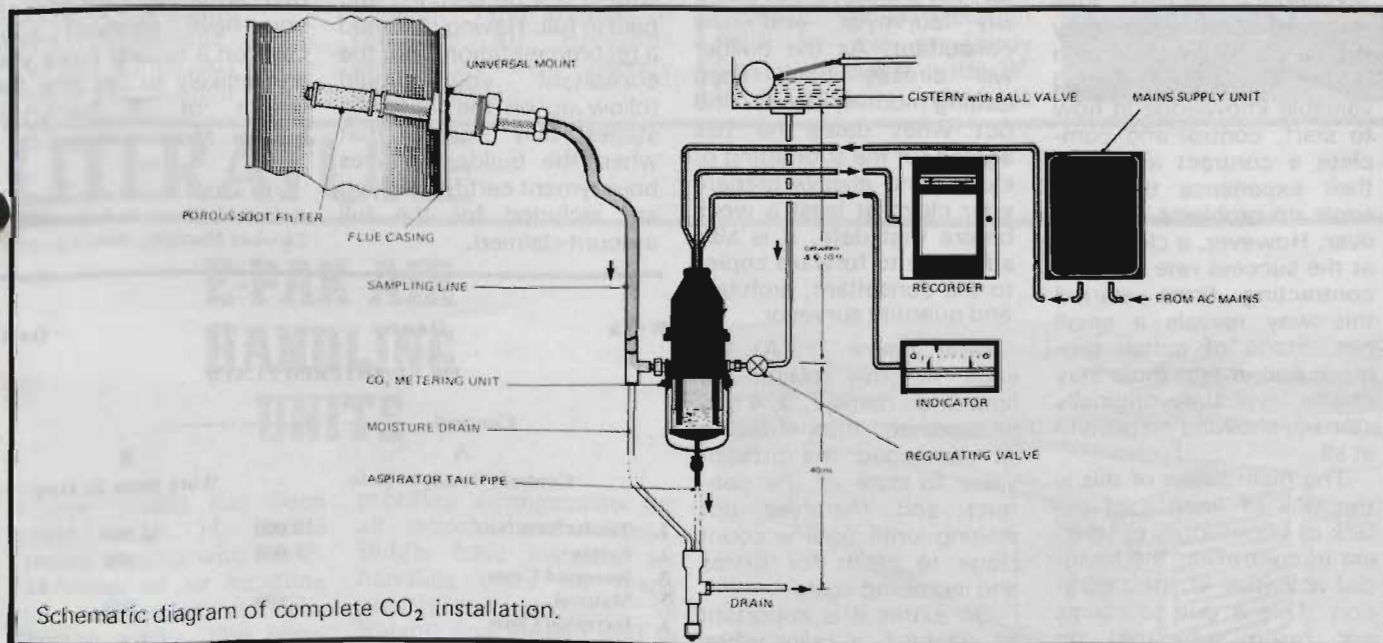 UNIVERSAL MOUNT
CISTERN with BALL VALVE
MAINS SUPPLY UNIT
POROUS SOOT FILTER
FLUE CASING
SAMPLING LINE
RECORDER
FROM AC MAINS
CO₂ METERING UNIT
MOISTURE DRAIN
INDICATOR
REGULATING VALVE
ASPIRATOR TAIL PIPE
40ins
DRAIN
Schematic diagram of complete CO₂ installation.